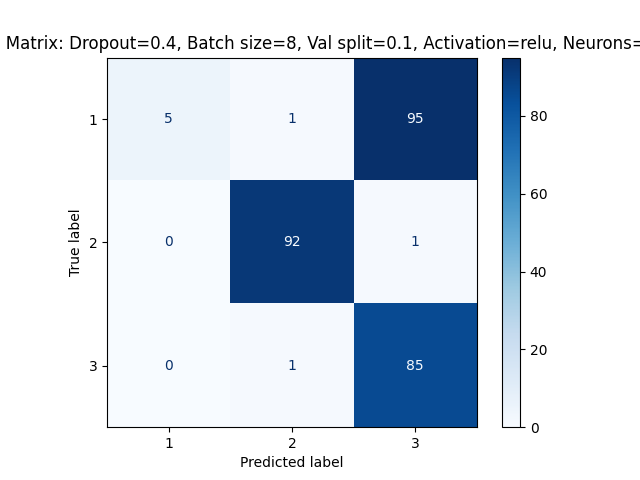 Matrix: Dropout=0.4, Batch size=8, Val split=0.1, Activation=relu, Neurons=
1 5 1 95
2 0 92 1
3 0 1 85
1 2 3
Predicted label
True label
80
60
40
20
0